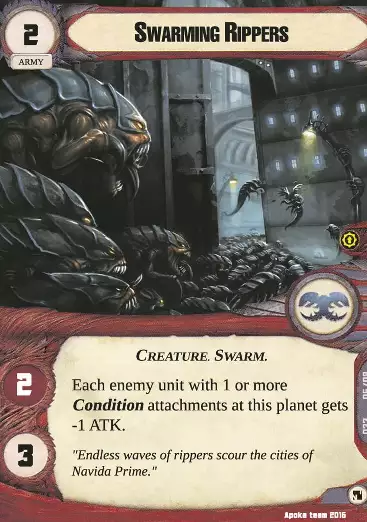 2
SWARMING RIPPERS
ARMY
CREATURE. SWARM.
2
Each enemy unit with 1 or more
Condition attachments at this planet gets
-1 ATK.
3
"Endless waves of rippers scour the cities of
Navida Prime."
Apoka team 2016